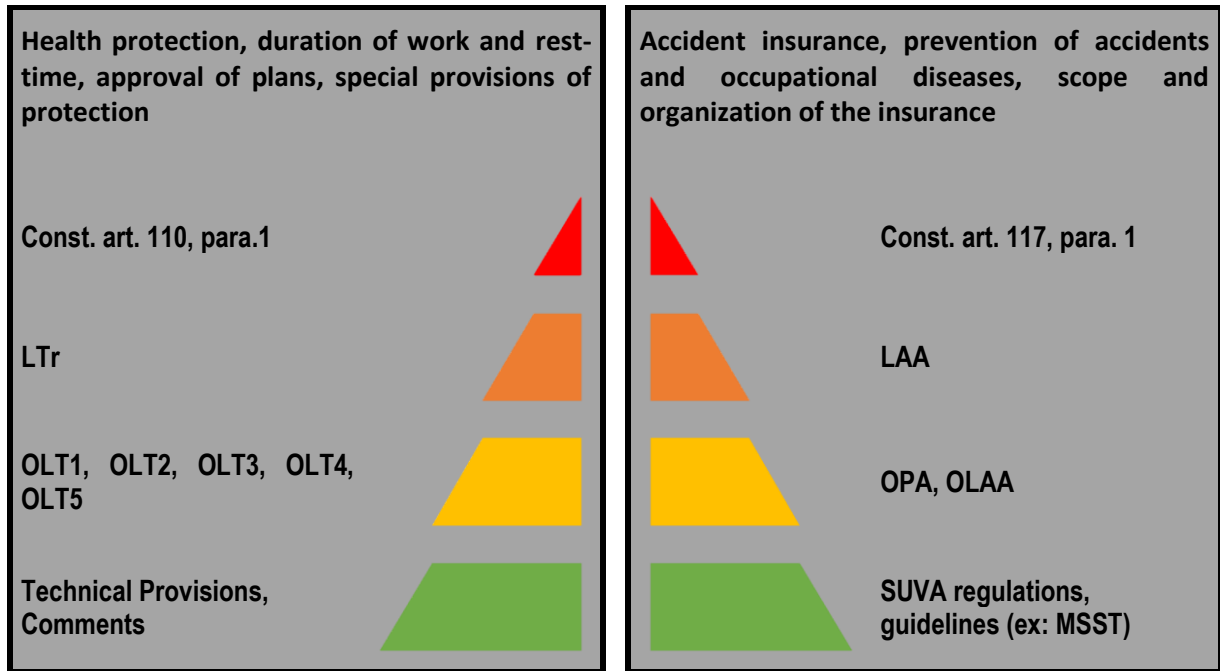 Health protection, duration of work and rest-
time, approval of plans, special provisions of
protection
Const. art. 110, para.1
LTr
OLT1, OLT2, OLT3, OLT4,
OLT5
Technical Provisions,
Comments
Accident insurance, prevention of accidents
and occupational diseases, scope and
organization of the insurance
Const. art. 117, para. 1
LAA
OPA, OLAA
SUVA regulations,
guidelines (ex: MSST)